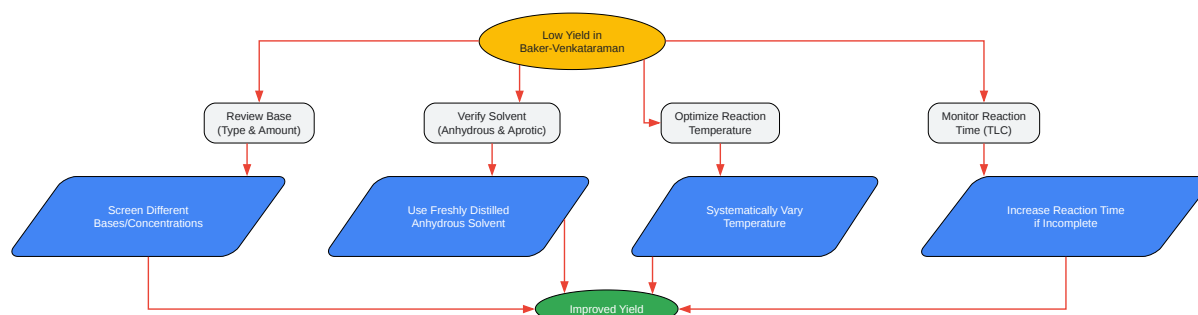 Low Yield in
Baker-Venkataraman
Review Base
(Type & Amount)
Verify Solvent
(Anhydrous & Aprotic)
Optimize Reaction
Temperature
Monitor Reaction
Time (TLC)
Screen Different
Bases/Concentrations
Use Freshly Distilled
Anhydrous Solvent
Systematically Vary
Temperature
Increase Reaction Time
if Incomplete
Improved Yield